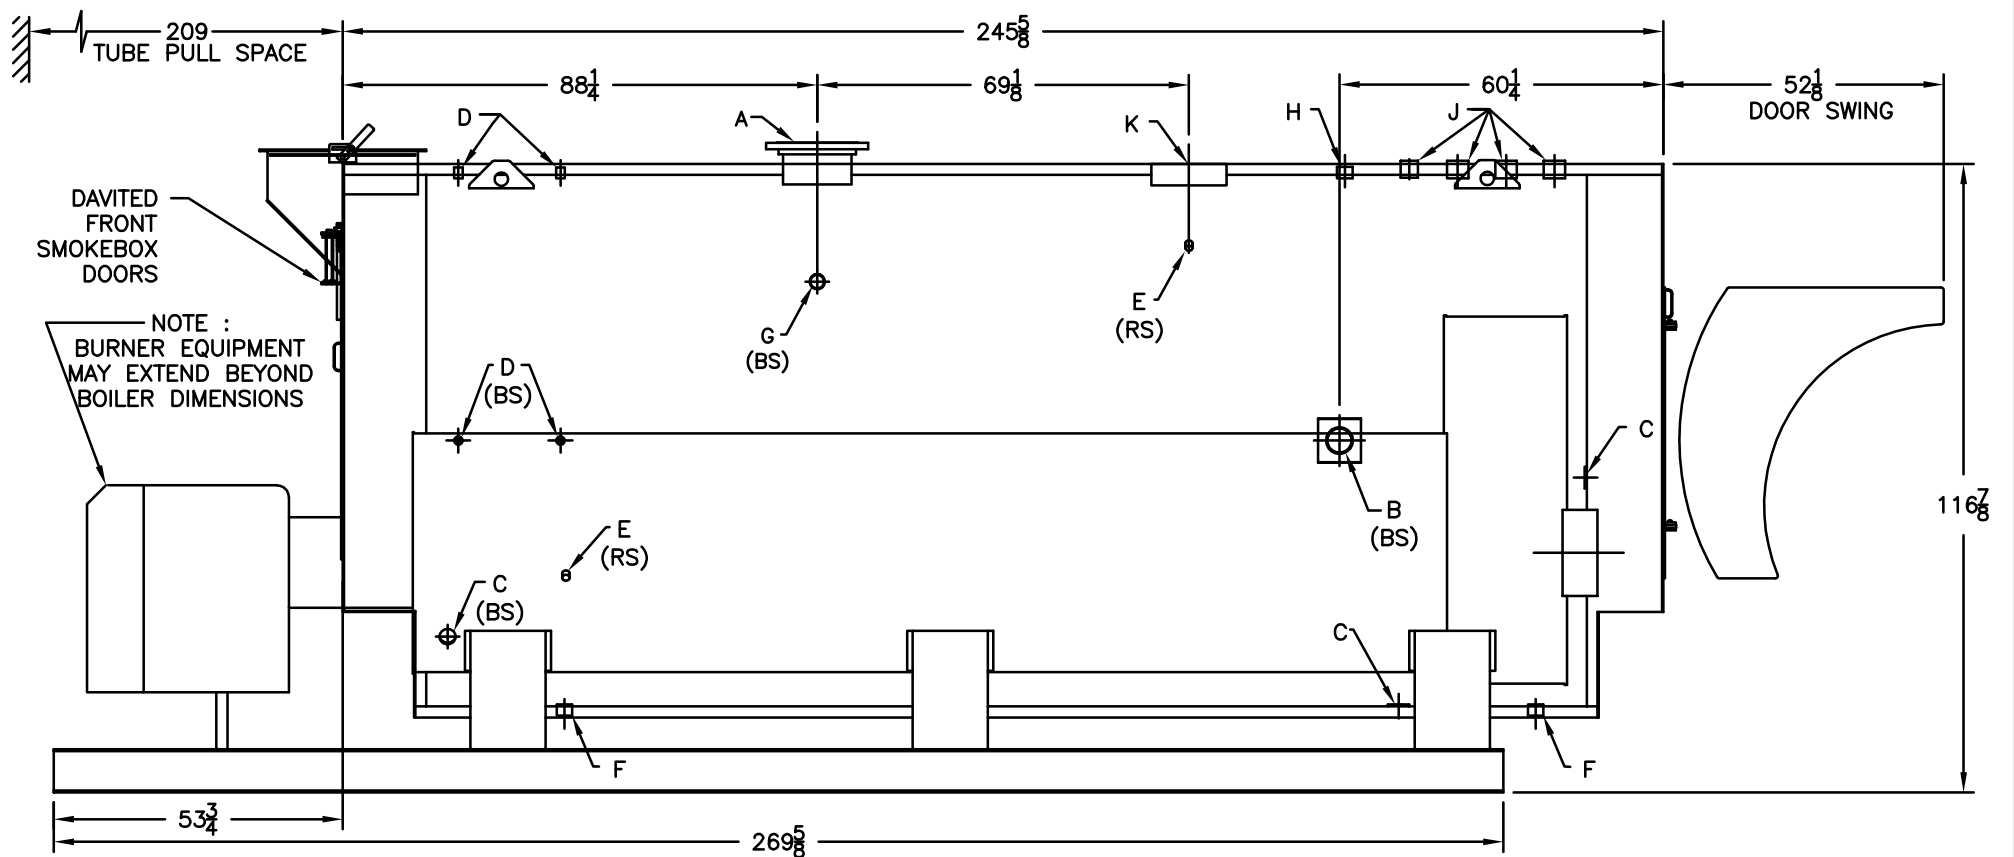 209
TUBE PULL SPACE
245 5/8
88 1/4
69 1/8
60 1/4
52 1/8
DOOR SWING
D
A
K
H
J
DAVITED
FRONT
SMOKEBOX
DOORS
E
(RS)
G
(BS)
NOTE :
BURNER EQUIPMENT
MAY EXTEND BEYOND
BOILER DIMENSIONS
D
(BS)
C
116 7/8
B
(BS)
E
(RS)
C
(BS)
C
F
F
53 3/4
269 5/8